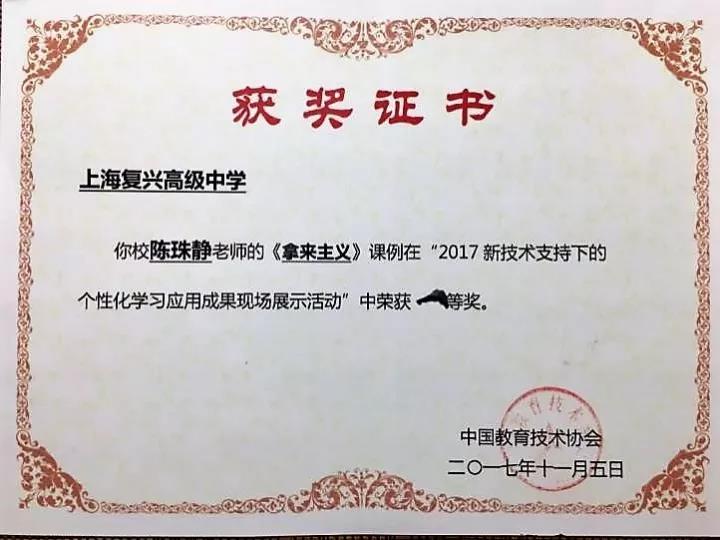 获奖证书
上海复兴高级中学
你校陈珠静老师的《拿来主义》课例在“2017新技术支持下的
个性化学习应用成果现场展示活动”中荣获 等奖。
育技术
中国教育技术协会
二〇一七年十一月五日